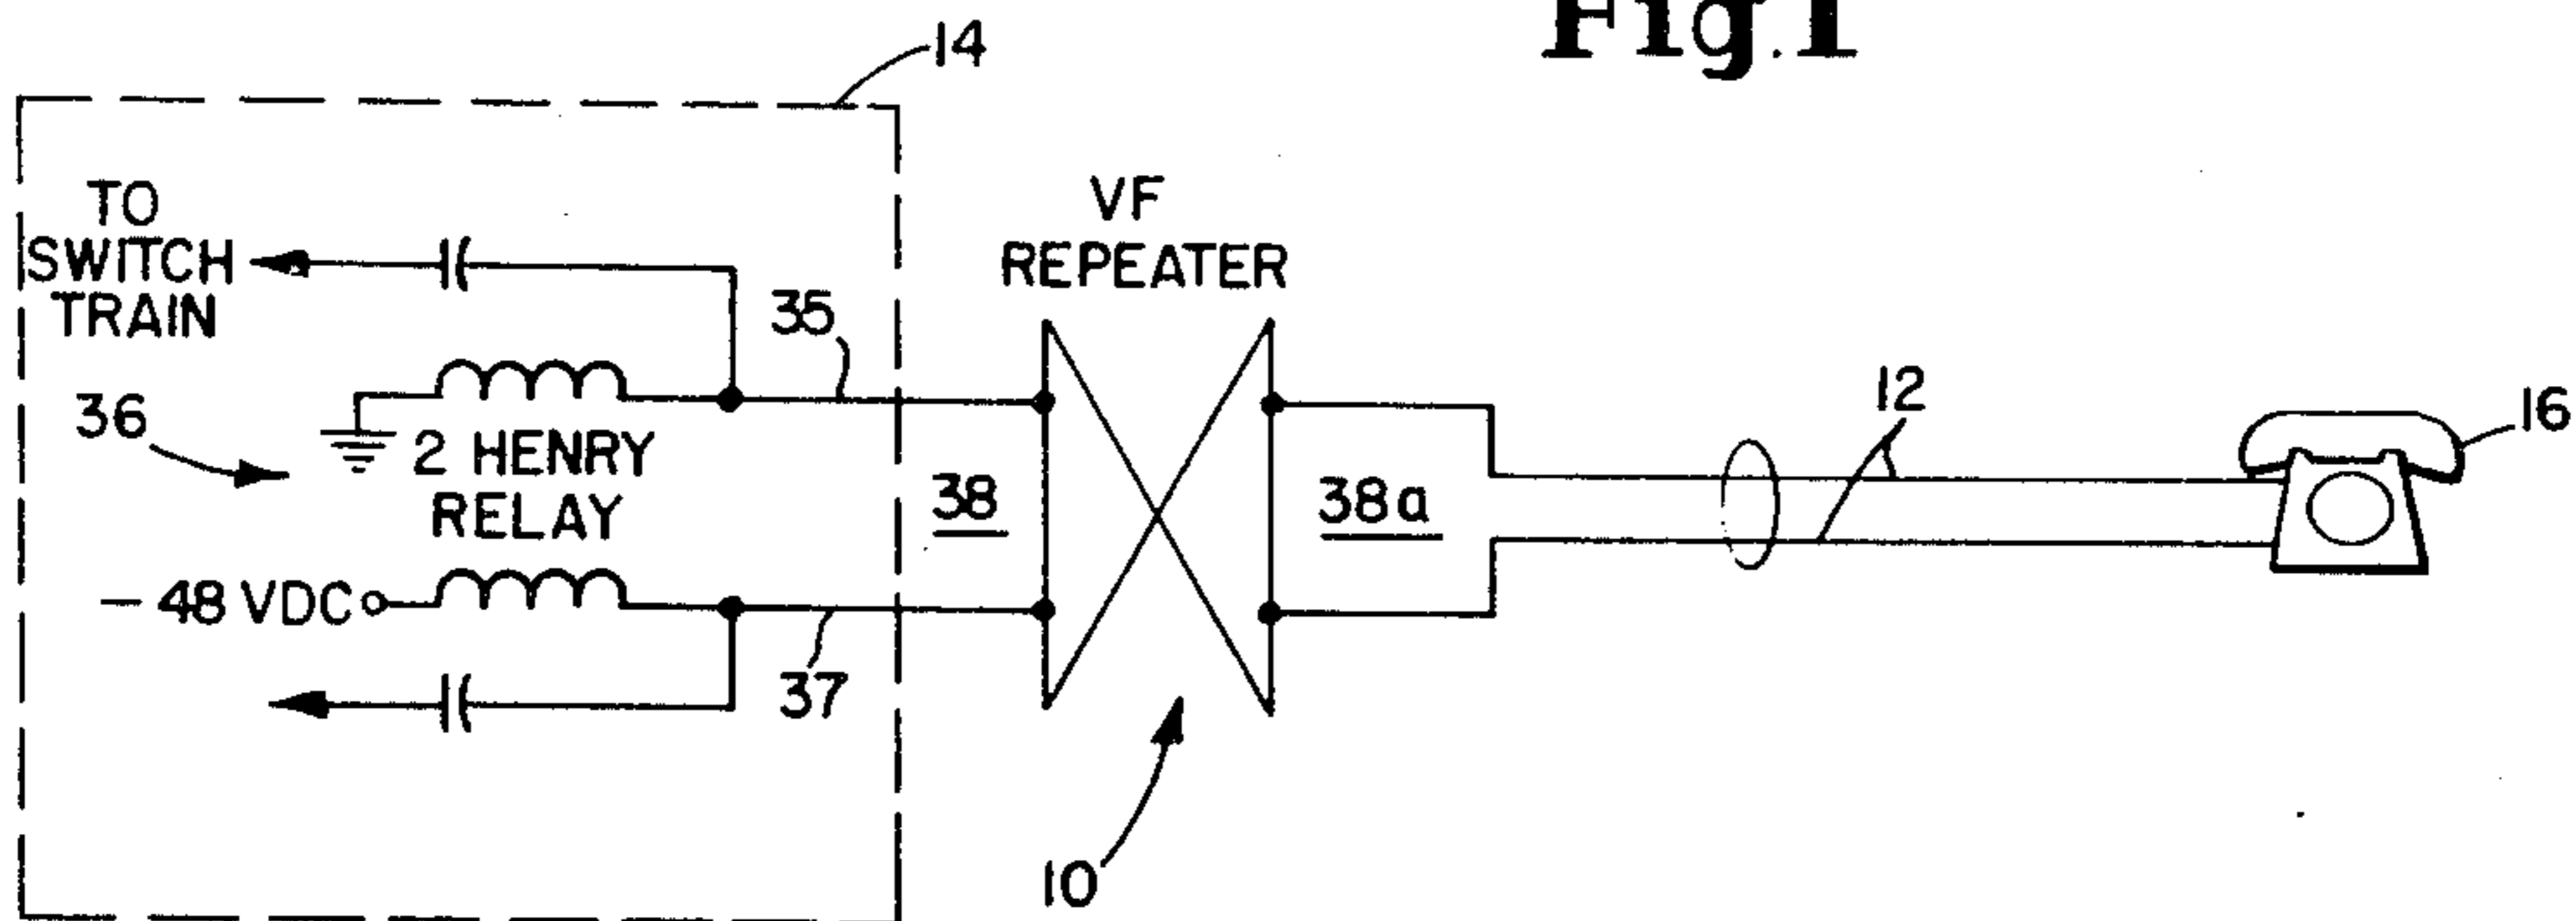 Fig.1
14
TO
SWITCH
TRAIN
VF
REPEATER
35
12
16
36
2 HENRY
RELAY
38
38a
- 48 VDC
37
10